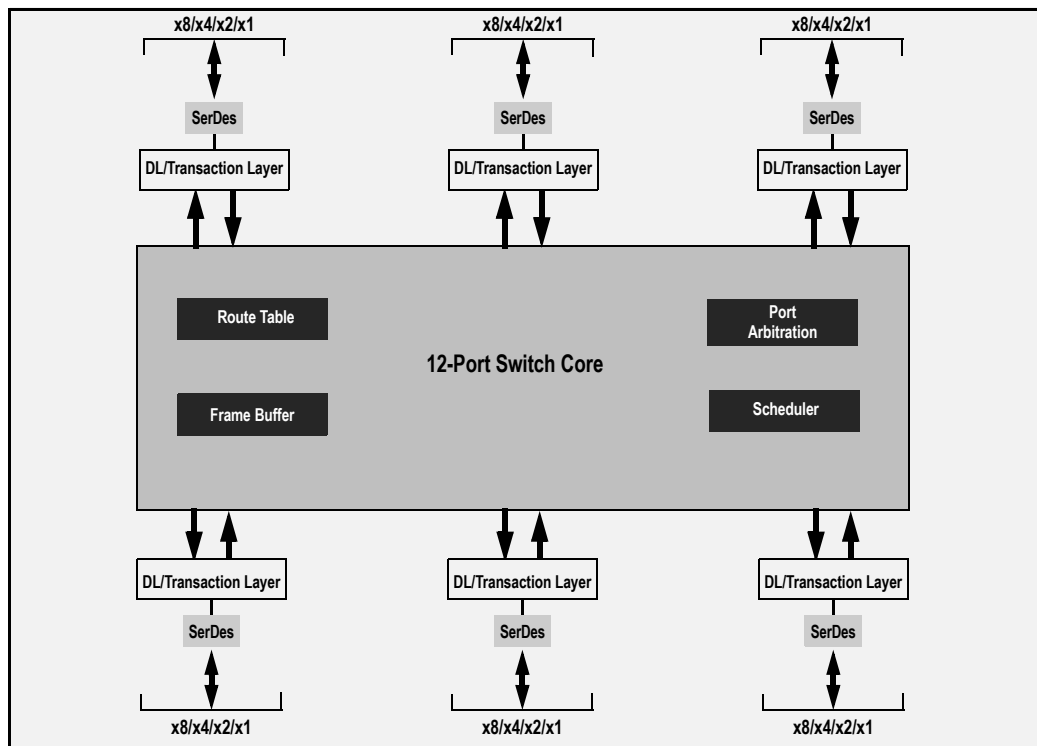 x8/x4/x2/x1 x8/x4/x2/x1 x8/x4/x2/x1
SerDes SerDes SerDes
DL/Transaction Layer DL/Transaction Layer DL/Transaction Layer
Route Table
Port
Arbitration
12-Port Switch Core
Frame Buffer
Scheduler
DL/Transaction Layer DL/Transaction Layer DL/Transaction Layer
SerDes SerDes SerDes
x8/x4/x2/x1 x8/x4/x2/x1 x8/x4/x2/x1